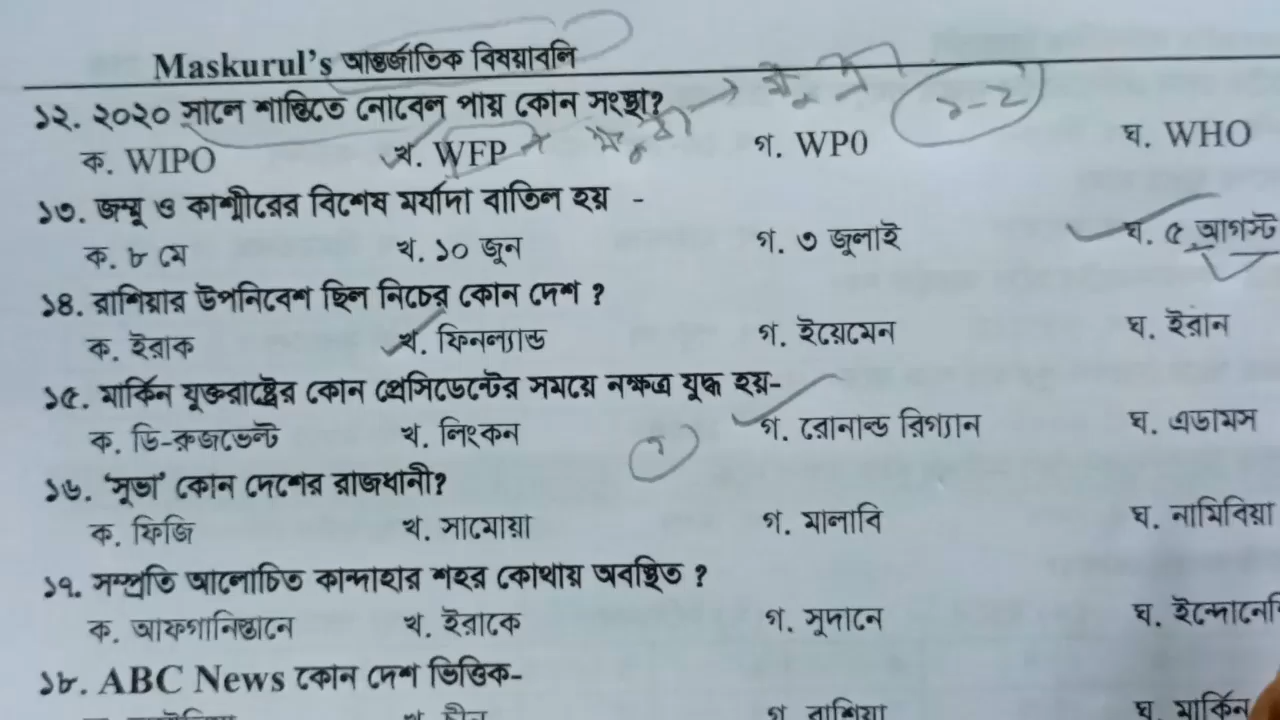 Maskurul's আন্তর্জাতিক বিষয়াবলি
১২. ২০২০ সালে শান্তিতে নোবেল পায় কোন সংস্থা?
ক. WIPO খ. WFP গ. WP0 ঘ. WHO
১৩. জম্মু ও কাশ্মীরের বিশেষ মর্যাদা বাতিল হয় -
ক. ৮ মে খ. ১০ জুন গ. ৩ জুলাই ঘ. ৫ আগস্ট
১৪. রাশিয়ার উপনিবেশ ছিল নিচের কোন দেশ ?
ক. ইরাক খ. ফিনল্যান্ড গ. ইয়েমেন ঘ. ইরান
১৫. মার্কিন যুক্তরাষ্ট্রের কোন প্রেসিডেন্টের সময়ে নক্ষত্র যুদ্ধ হয়-
ক. ডি-রুজভেল্ট খ. লিংকন গ. রোনাল্ড রিগ্যান ঘ. এডামস
১৬. 'সুভা' কোন দেশের রাজধানী?
ক. ফিজি খ. সামোয়া গ. মালাবি ঘ. নামিবিয়া
১৭. সম্প্রতি আলোচিত কান্দাহার শহর কোথায় অবস্থিত ?
ক. আফগানিস্তানে খ. ইরাকে গ. সুদানে ঘ. ইন্দোনে
১৮. ABC News কোন দেশ ভিত্তিক-
খ. চীন গ. রাশিয়া ঘ. মার্কিন